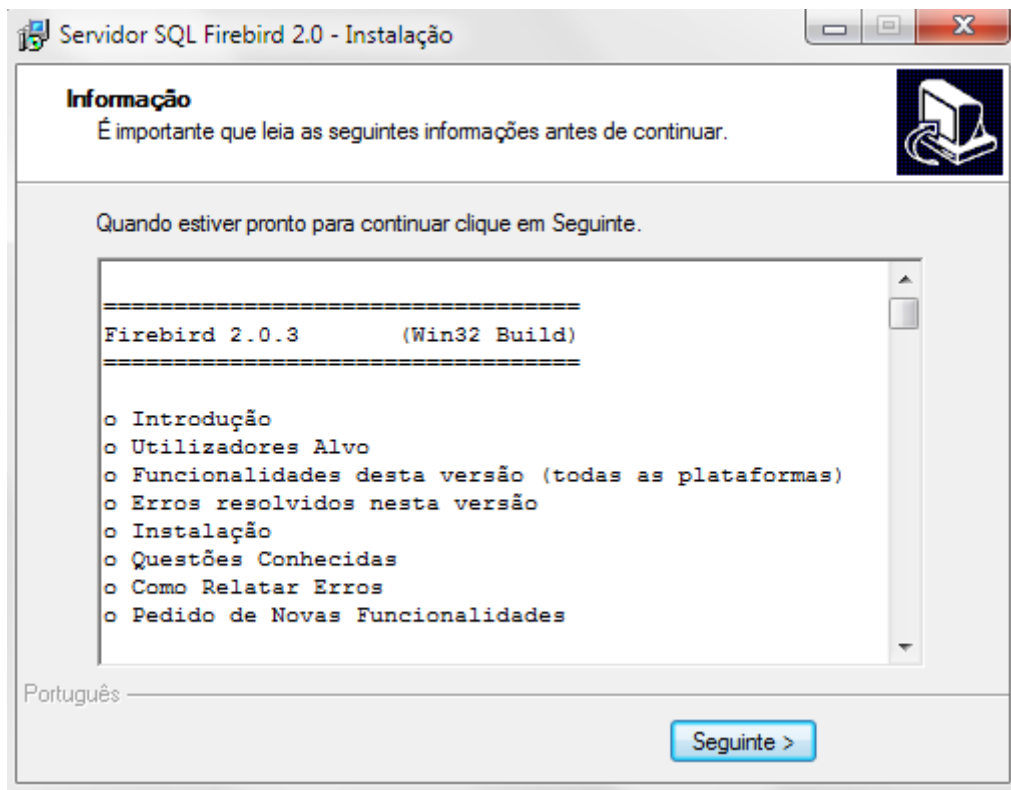 Servidor SQL Firebird 2.0 - Instalação
Informação
É importante que leia as seguintes informações antes de continuar.
Quando estiver pronto para continuar clique em Seguinte.
==================================
Firebird 2.0.3 (Win32 Build)
==================================
o Introdução
o Utilizadores Alvo
o Funcionalidades desta versão (todas as plataformas)
o Erros resolvidos nesta versão
o Instalação
o Questões Conhecidas
o Como Relatar Erros
o Pedido de Novas Funcionalidades
Português
Seguinte >